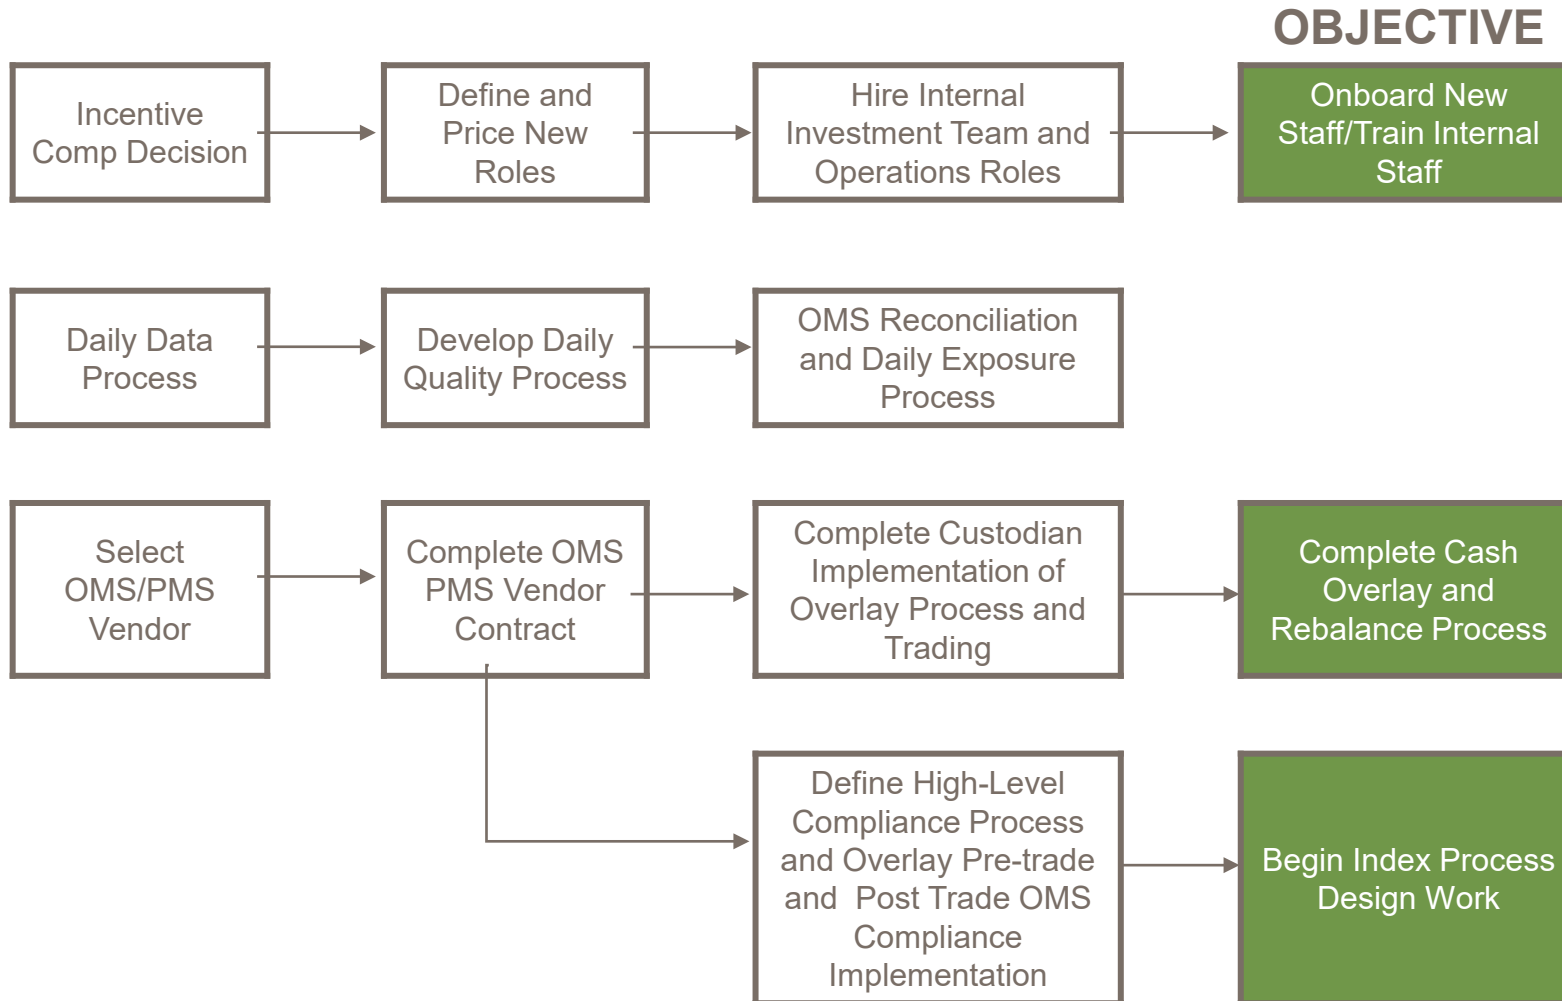 OBJECTIVE
Incentive
Comp Decision
Define and
Price New
Roles
Hire Internal
Investment Team and
Operations Roles
Onboard New
Staff/Train Internal
Staff
Daily Data
Process
Develop Daily
Quality Process
OMS Reconciliation
and Daily Exposure
Process
Select
OMS/PMS
Vendor
Complete OMS
PMS Vendor
Contract
Complete Custodian
Implementation of
Overlay Process and
Trading
Complete Cash
Overlay and
Rebalance Process
Define High-Level
Compliance Process
and Overlay Pre-trade
and  Post Trade OMS
Compliance
Implementation
Begin Index Process
Design Work